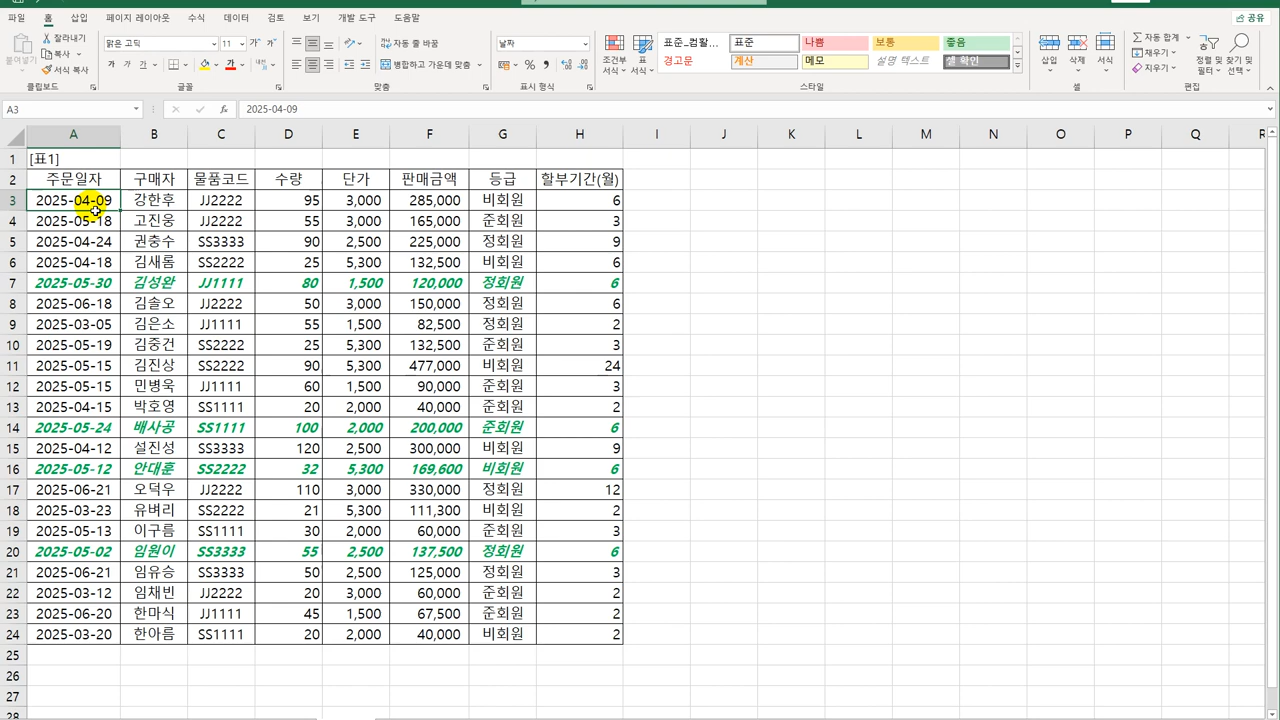 파일 홈 삽입 페이지 레이아웃 수식 데이터 검토 보기 개발 도구 도움말 공유
붙여넣기 잘라내기 복사 서식 복사 클립보드
맑은 고딕 11 가 가 가 가 가 글꼴
자동 줄 바꿈 병합하고 가운데 맞춤 맞춤
날짜 % 표시 형식
조건부 서식 표 서식 표준_컴활... 표준 나쁨 보통 좋음
경고문 계산 메모 설명 텍스트 셀 확인 스타일
삽입 삭제 서식 셀
자동 합계 채우기 지우기 정렬 및 필터 찾기 및 선택 편집
A3 fx 2025-04-09
A B C D E F G H I J K L M N O P Q R
1 [표1]
2 주문일자 구매자 물품코드 수량 단가 판매금액 등급 할부기간(월)
3 2025-04-09 강한후 JJ2222 95 3,000 285,000 비회원 6
4 2025-05-18 고진웅 JJ2222 55 3,000 165,000 준회원 3
5 2025-04-24 권충수 SS3333 90 2,500 225,000 정회원 9
6 2025-04-18 김새롬 SS2222 25 5,300 132,500 비회원 6
7 2025-05-30 김성완 JJ1111 80 1,500 120,000 정회원 6
8 2025-06-18 김솔오 JJ2222 50 3,000 150,000 정회원 6
9 2025-03-05 김은소 JJ1111 55 1,500 82,500 정회원 2
10 2025-05-19 김중건 SS2222 25 5,300 132,500 준회원 3
11 2025-05-15 김진상 SS2222 90 5,300 477,000 비회원 24
12 2025-05-15 민병욱 JJ1111 60 1,500 90,000 준회원 3
13 2025-04-15 박호영 SS1111 20 2,000 40,000 준회원 2
14 2025-05-24 배사공 SS1111 100 2,000 200,000 준회원 6
15 2025-04-12 설진성 SS3333 120 2,500 300,000 비회원 9
16 2025-05-12 안대훈 SS2222 32 5,300 169,600 비회원 6
17 2025-06-21 오덕우 JJ2222 110 3,000 330,000 정회원 12
18 2025-03-23 유벼리 SS2222 21 5,300 111,300 비회원 2
19 2025-05-13 이구름 SS1111 30 2,000 60,000 준회원 3
20 2025-05-02 임원이 SS3333 55 2,500 137,500 정회원 6
21 2025-06-21 임유승 SS3333 50 2,500 125,000 정회원 3
22 2025-03-12 임채빈 JJ2222 20 3,000 60,000 준회원 2
23 2025-06-20 한마식 JJ1111 45 1,500 67,500 준회원 2
24 2025-03-20 한아름 SS1111 20 2,000 40,000 비회원 2
25
26
27
28